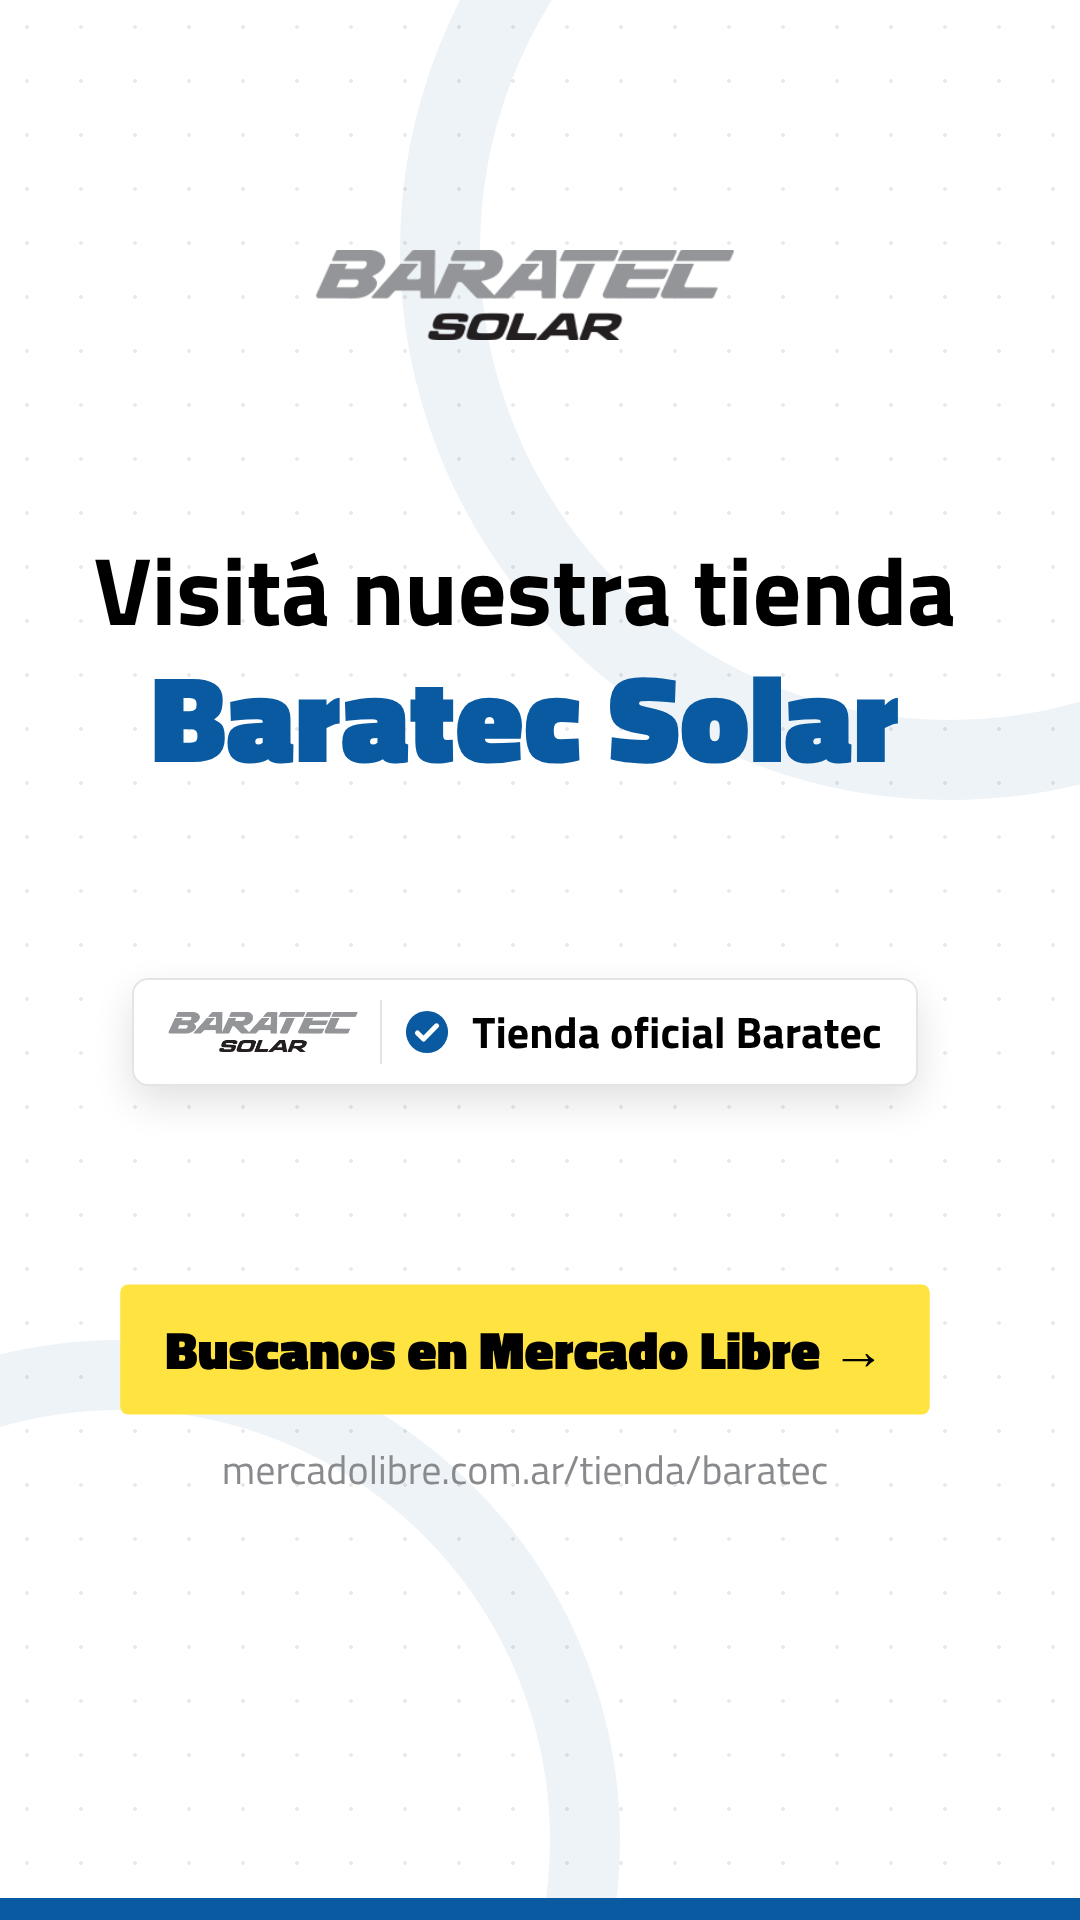 BARATEC
SOLAR
Visitá nuestra tienda
Baratec Solar
BARATEC
SOLAR
Tienda oficial Baratec
Buscanos en Mercado Libre →
mercadolibre.com.ar/tienda/baratec